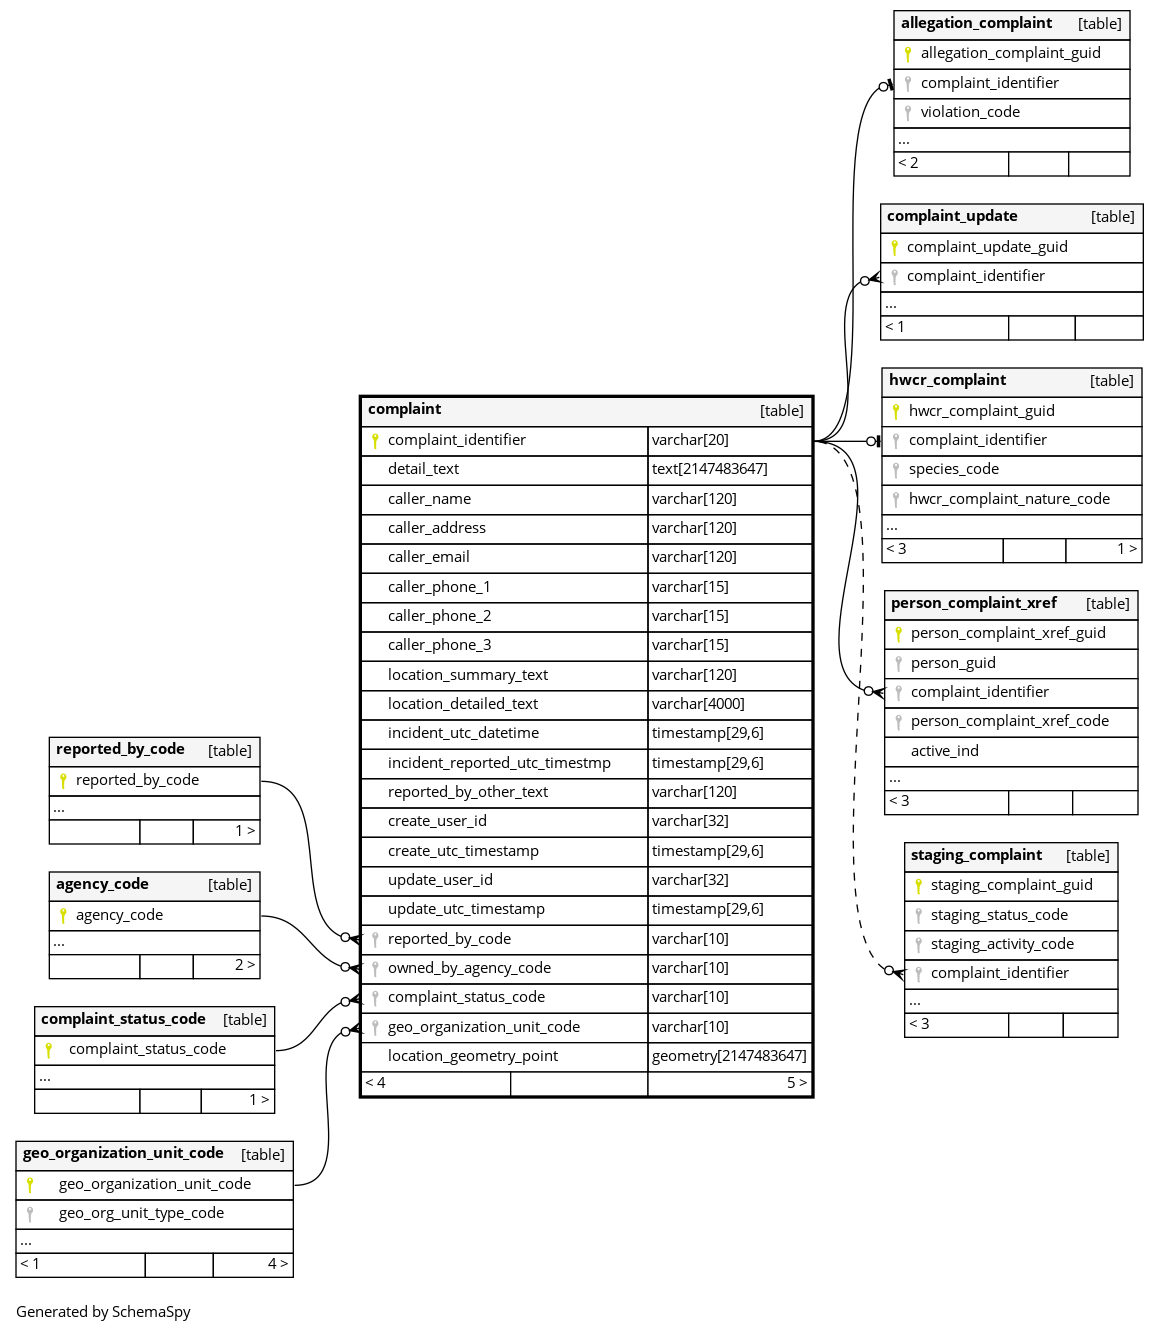 allegation_complaint [table]
allegation_complaint_guid
complaint_identifier
violation_code
...
< 2
complaint_update [table]
complaint_update_guid
complaint_identifier
...
< 1
hwcr_complaint [table]
hwcr_complaint_guid
complaint_identifier
species_code
hwcr_complaint_nature_code
...
< 3 1 >
person_complaint_xref [table]
person_complaint_xref_guid
person_guid
complaint_identifier
person_complaint_xref_code
active_ind
...
< 3
staging_complaint [table]
staging_complaint_guid
staging_status_code
staging_activity_code
complaint_identifier
...
< 3
complaint [table]
complaint_identifier varchar[20]
detail_text text[2147483647]
caller_name varchar[120]
caller_address varchar[120]
caller_email varchar[120]
caller_phone_1 varchar[15]
caller_phone_2 varchar[15]
caller_phone_3 varchar[15]
location_summary_text varchar[120]
location_detailed_text varchar[4000]
incident_utc_datetime timestamp[29,6]
incident_reported_utc_timestmp timestamp[29,6]
reported_by_other_text varchar[120]
create_user_id varchar[32]
create_utc_timestamp timestamp[29,6]
update_user_id varchar[32]
update_utc_timestamp timestamp[29,6]
reported_by_code varchar[10]
owned_by_agency_code varchar[10]
complaint_status_code varchar[10]
geo_organization_unit_code varchar[10]
location_geometry_point geometry[2147483647]
< 4 5 >
reported_by_code [table]
reported_by_code
...
1 >
agency_code [table]
agency_code
...
2 >
complaint_status_code [table]
complaint_status_code
...
1 >
geo_organization_unit_code [table]
geo_organization_unit_code
geo_org_unit_type_code
...
< 1 4 >
Generated by SchemaSpy